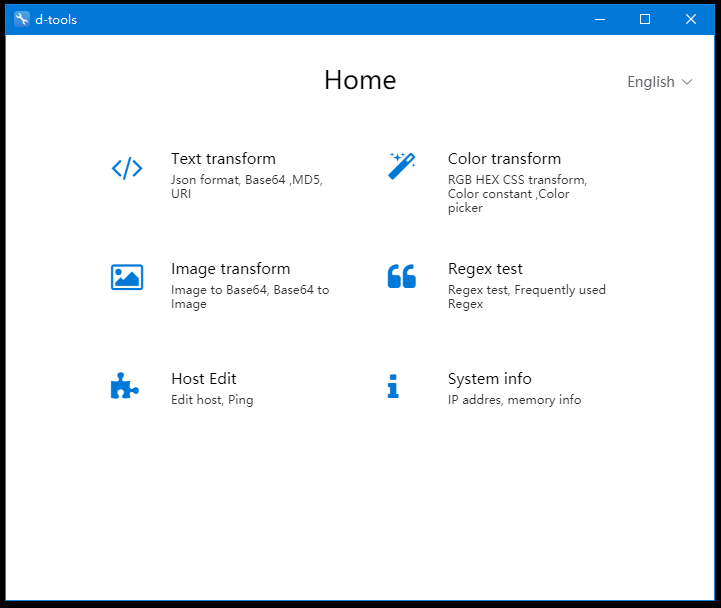 d-tools
Home
English
Text transform
Json format, Base64 ,MD5,
URI
Color transform
RGB HEX CSS transform,
Color constant ,Color
picker
Image transform
Image to Base64, Base64 to
Image
Regex test
Regex test, Frequently used
Regex
Host Edit
Edit host, Ping
System info
IP addres, memory info